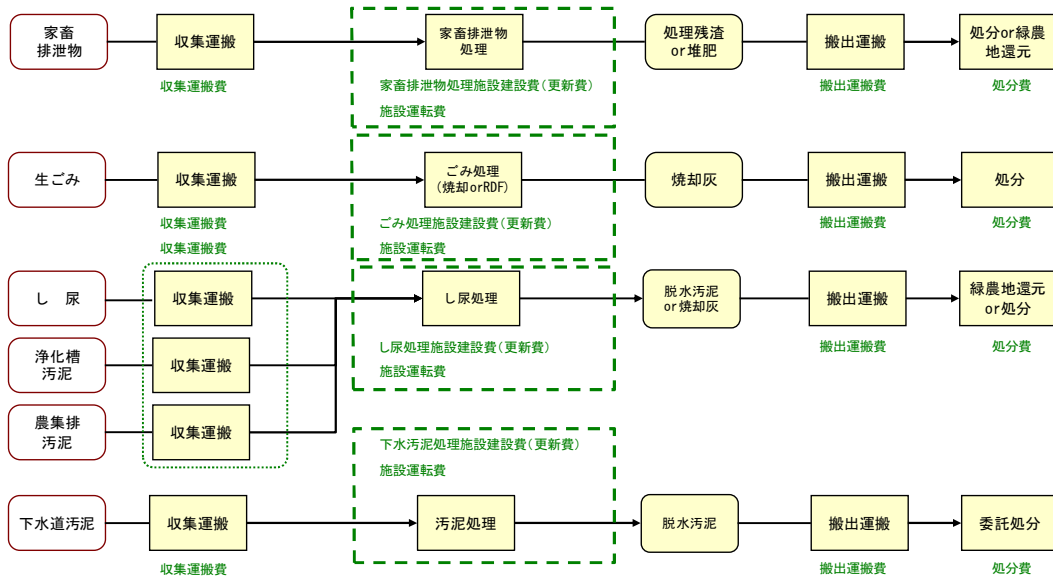 家畜
排泄物
収集運搬
家畜排泄物
処理
処理残渣
or堆肥
搬出運搬
処分or緑農
地還元
収集運搬費
家畜排泄物処理施設建設費(更新費)
施設運転費
搬出運搬費
処分費
生ごみ
収集運搬
ごみ処理
(焼却orRDF)
焼却灰
搬出運搬
処分
収集運搬費
収集運搬費
ごみ処理施設建設費(更新費)
施設運転費
搬出運搬費
処分費
し 尿
収集運搬
し尿処理
脱水汚泥
or焼却灰
搬出運搬
緑農地還元
or処分
し尿処理施設建設費(更新費)
施設運転費
搬出運搬費
処分費
浄化槽
汚泥
収集運搬
農集排
汚泥
収集運搬
下水汚泥処理施設建設費(更新費)
施設運転費
下水道汚泥
収集運搬
汚泥処理
脱水汚泥
搬出運搬
委託処分
収集運搬費
搬出運搬費
処分費